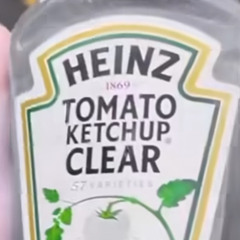 HEINZ
1869
TOMATO
KETCHUP
CLEAR
57 VARIETIES